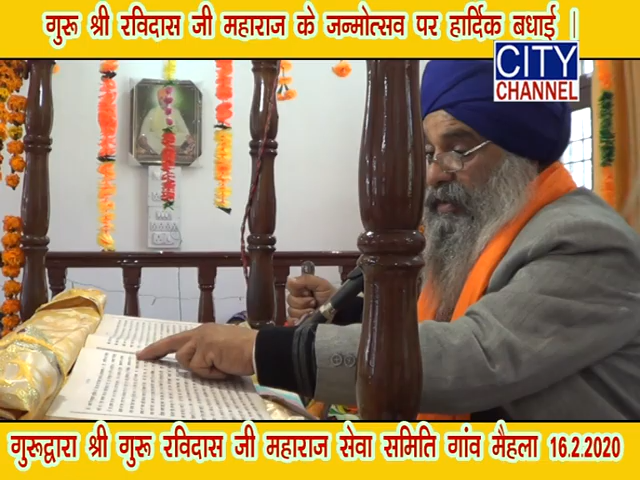 गुरू श्री रविदास जी महाराज के जन्मोत्सव पर हार्दिक बधाई |
CITY
CHANNEL
गुरूद्वारा श्री गुरू रविदास जी महाराज सेवा समिति गांव मैहला 16.2.2020